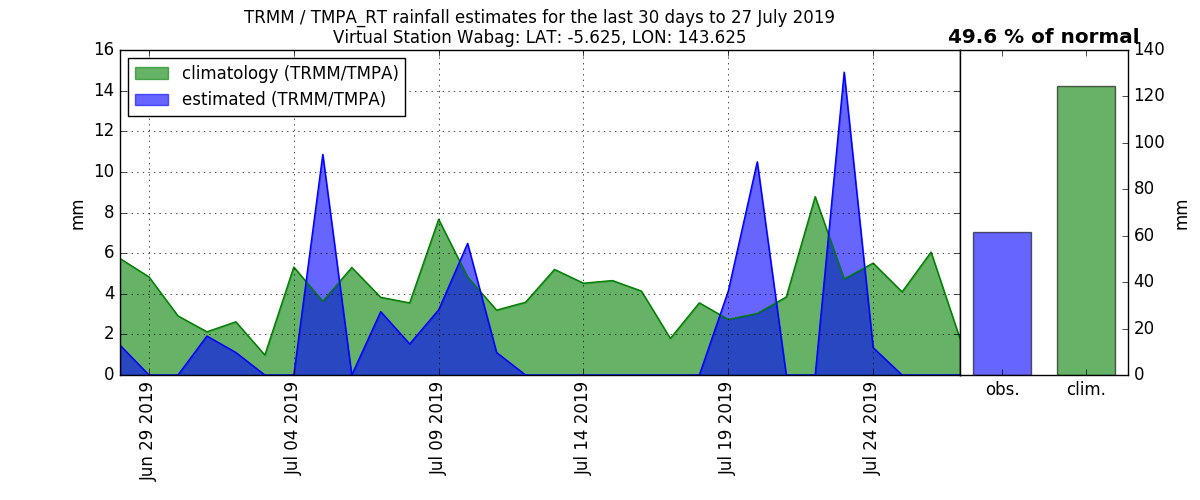 TRMM / TMPA_RT rainfall estimates for the last 30 days to 27 July 2019
Virtual Station Wabag: LAT: -5.625, LON: 143.625
49.6 % of normal
climatology (TRMM/TMPA)
estimated (TRMM/TMPA)
mm
16
14
12
10
8
6
4
2
0
Jun 29 2019
Jul 04 2019
Jul 09 2019
Jul 14 2019
Jul 19 2019
Jul 24 2019
obs.
clim.
140
120
100
80
60
40
20
0
mm